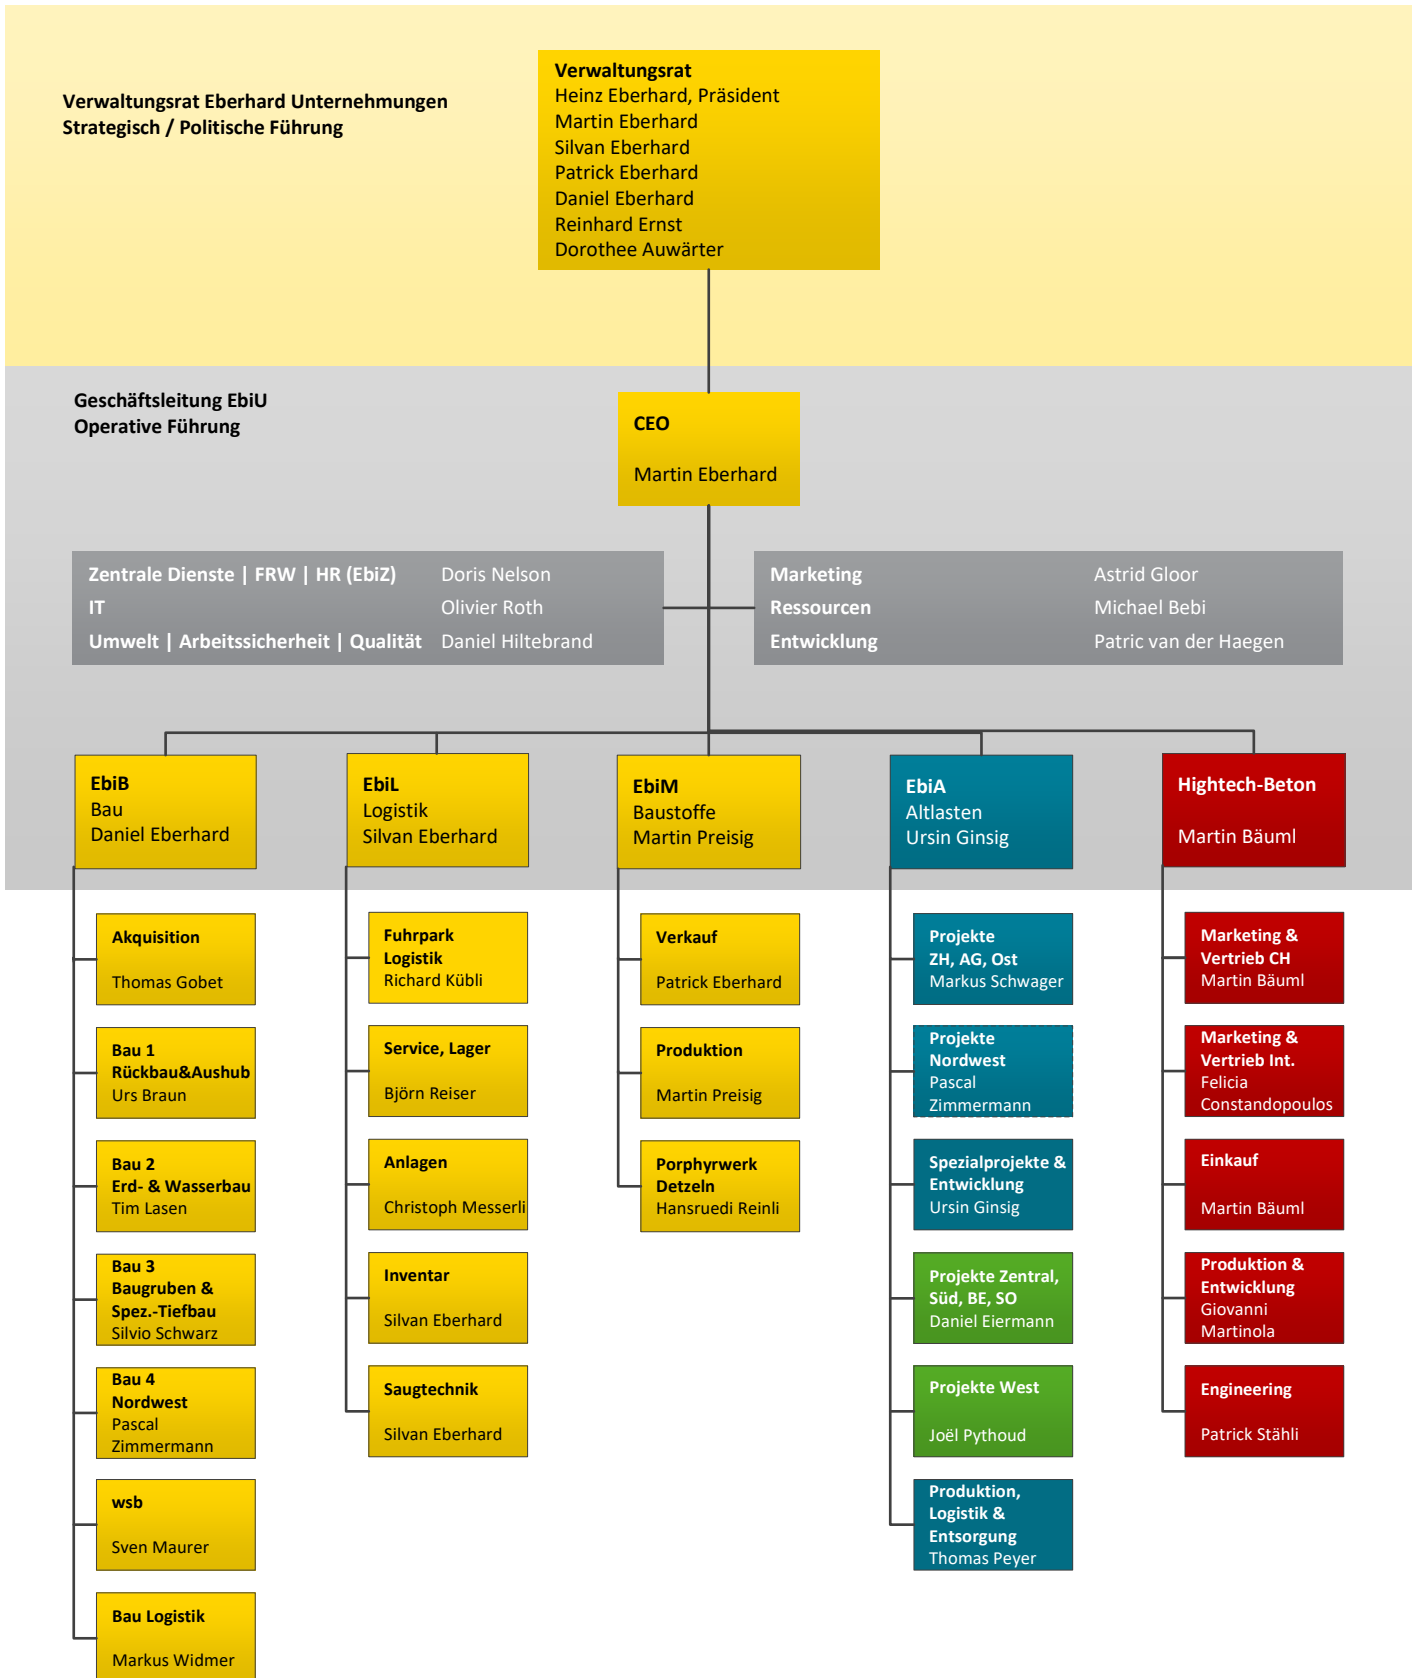 Verwaltungsrat Eberhard Unternehmungen
Strategisch / Politische Führung
Verwaltungsrat
Heinz Eberhard, Präsident
Martin Eberhard
Silvan Eberhard
Patrick Eberhard
Daniel Eberhard
Reinhard Ernst
Dorothee Auwärter
Geschäftsleitung EbiU
Operative Führung
CEO
Martin Eberhard
Zentrale Dienste | FRW | HR (EbiZ) Doris Nelson
IT Olivier Roth
Umwelt | Arbeitssicherheit | Qualität Daniel Hiltebrand
Marketing Astrid Gloor
Ressourcen Michael Bebi
Entwicklung Patric van der Haegen
EbiB
Bau
Daniel Eberhard
EbiL
Logistik
Silvan Eberhard
EbiM
Baustoffe
Martin Preisig
EbiA
Altlasten
Ursin Ginsig
Hightech-Beton
Martin Bäuml
Akquisition
Thomas Gobet
Bau 1
Rückbau&Aushub
Urs Braun
Bau 2
Erd- & Wasserbau
Tim Lasen
Bau 3
Baugruben &
Spez.-Tiefbau
Silvio Schwarz
Bau 4
Nordwest
Pascal
Zimmermann
wsb
Sven Maurer
Bau Logistik
Markus Widmer
Fuhrpark
Logistik
Richard Kübli
Service, Lager
Björn Reiser
Anlagen
Christoph Messerli
Inventar
Silvan Eberhard
Saugtechnik
Silvan Eberhard
Verkauf
Patrick Eberhard
Produktion
Martin Preisig
Porphyrwerk
Detzeln
Hansruedi Reinli
Projekte
ZH, AG, Ost
Markus Schwager
Projekte
Nordwest
Pascal
Zimmermann
Spezialprojekte &
Entwicklung
Ursin Ginsig
Projekte Zentral,
Süd, BE, SO
Daniel Eiermann
Projekte West
Joël Pythoud
Produktion,
Logistik &
Entsorgung
Thomas Peyer
Marketing &
Vertrieb CH
Martin Bäuml
Marketing &
Vertrieb Int.
Felicia
Constandopoulos
Einkauf
Martin Bäuml
Produktion &
Entwicklung
Giovanni
Martinola
Engineering
Patrick Stähli